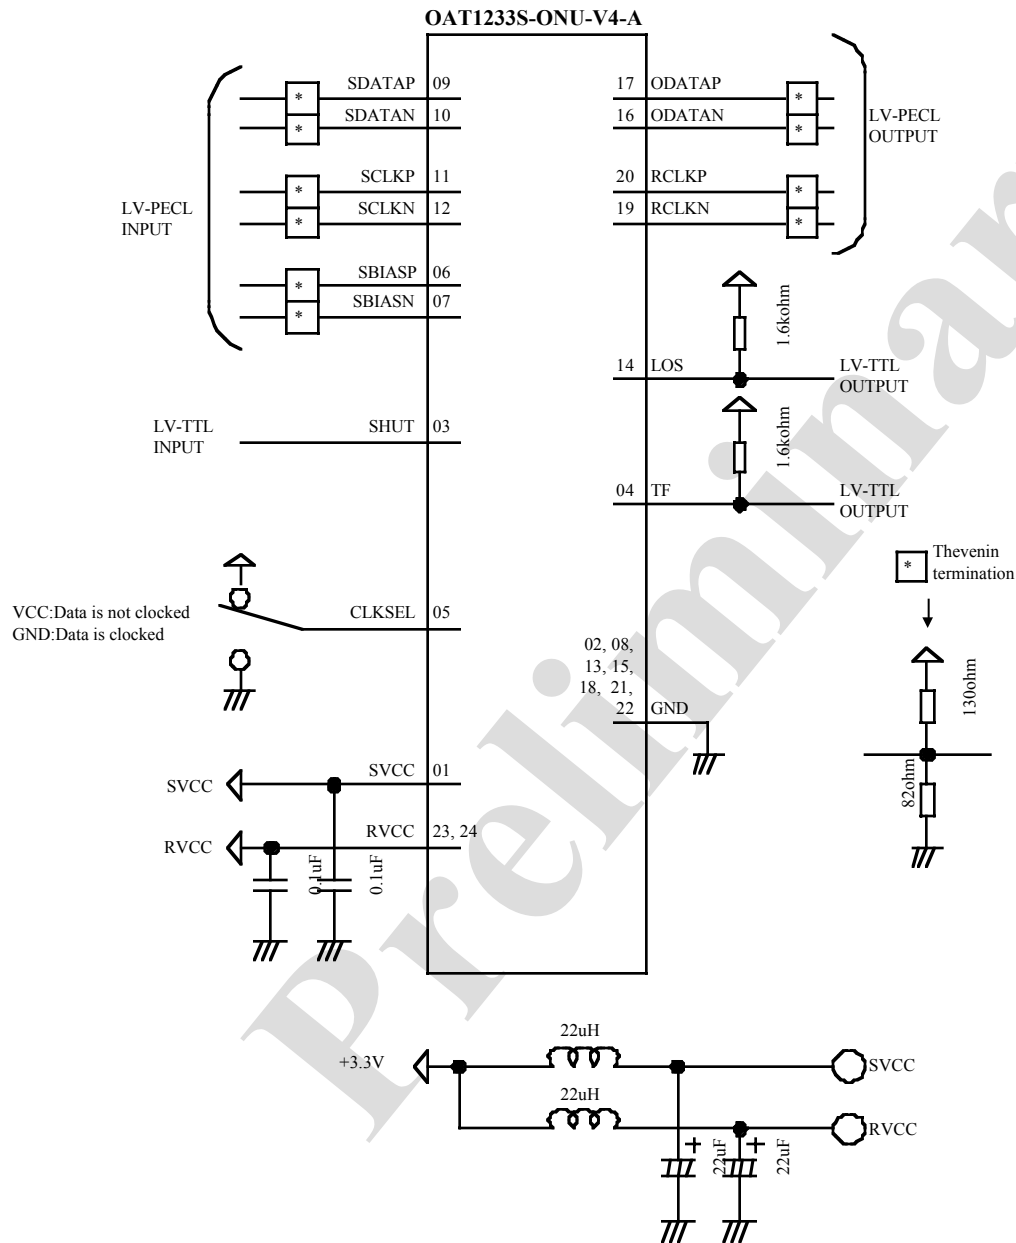 OAT1233S-ONU-V4-A
SDATAP 09
SDATAN 10
SCLKP 11
SCLKN 12
LV-PECL
INPUT
SBIASP 06
SBIASN 07
17 ODATAP
16 ODATAN
LV-PECL
OUTPUT
20 RCLKP
19 RCLKN
1.6kohm
14 LOS
LV-TTL
OUTPUT
LV-TTL
INPUT
SHUT 03
1.6kohm
04 TF
LV-TTL
OUTPUT
*
*
*
*
*
*
*
*
*
*
* Thevenin
termination
VCC:Data is not clocked
GND:Data is clocked
CLKSEL 05
02, 08,
13, 15,
18, 21,
22 GND
130ohm
82ohm
SVCC
SVCC 01
RVCC
RVCC 23, 24
0.1uF
0.1uF
+3.3V
22uH
SVCC
22uH
RVCC
+
22uF
+
22uF
Preliminar